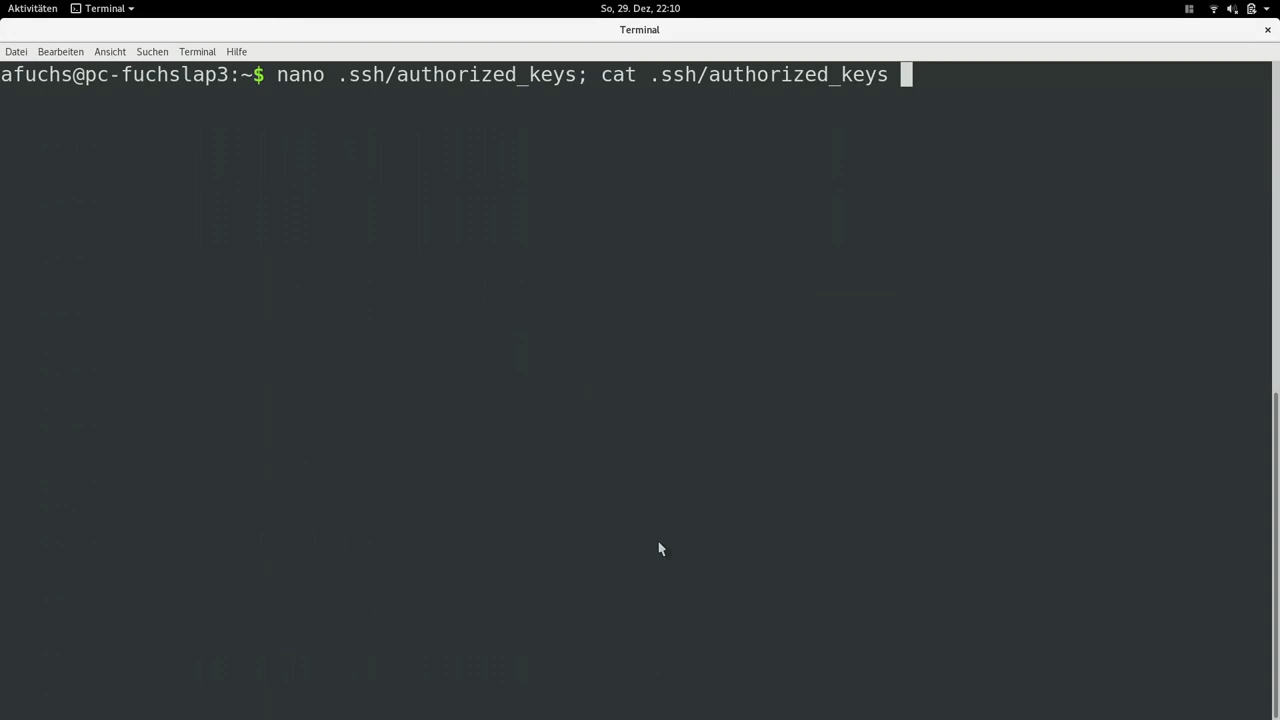 Aktivitäten Terminal So, 29. Dez, 22:10
Terminal
Datei Bearbeiten Ansicht Suchen Terminal Hilfe
afuchs@pc-fuchslap3:~$ nano .ssh/authorized_keys; cat .ssh/authorized_keys